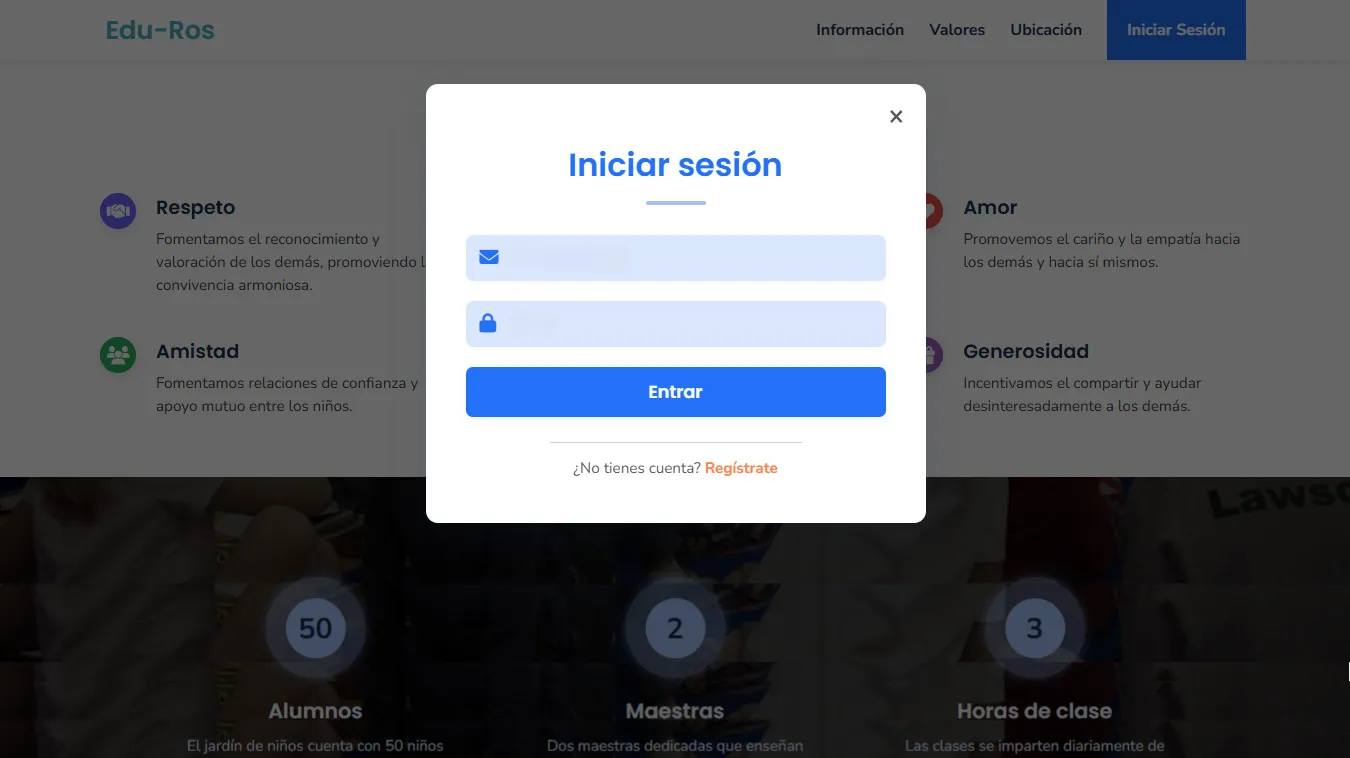 Edu-Ros
Información Valores Ubicación Iniciar Sesión
×
Iniciar sesión
Respeto
Fomentamos el reconocimiento y
valoración de los demás, promoviendo
convivencia armoniosa.
Amor
Promovemos el cariño y la empatía hacia
los demás y hacia sí mismos.
Amistad
Fomentamos relaciones de confianza y
apoyo mutuo entre los niños.
Generosidad
Incentivamos el compartir y ayudar
desinteresadamente a los demás.
Entrar
¿No tienes cuenta? Regístrate
50
Alumnos
El jardín de niños cuenta con 50 niños
2
Maestras
Dos maestras dedicadas que enseñan
3
Horas de clase
Las clases se imparten diariamente de